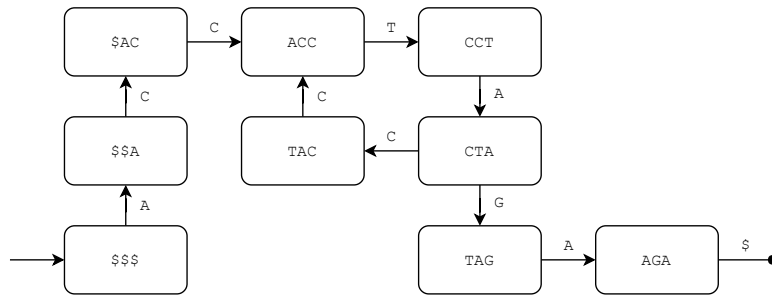 $AC C ACC T CCT
C C A
$$A TAC C CTA
A G
$$$ TAG A AGA $